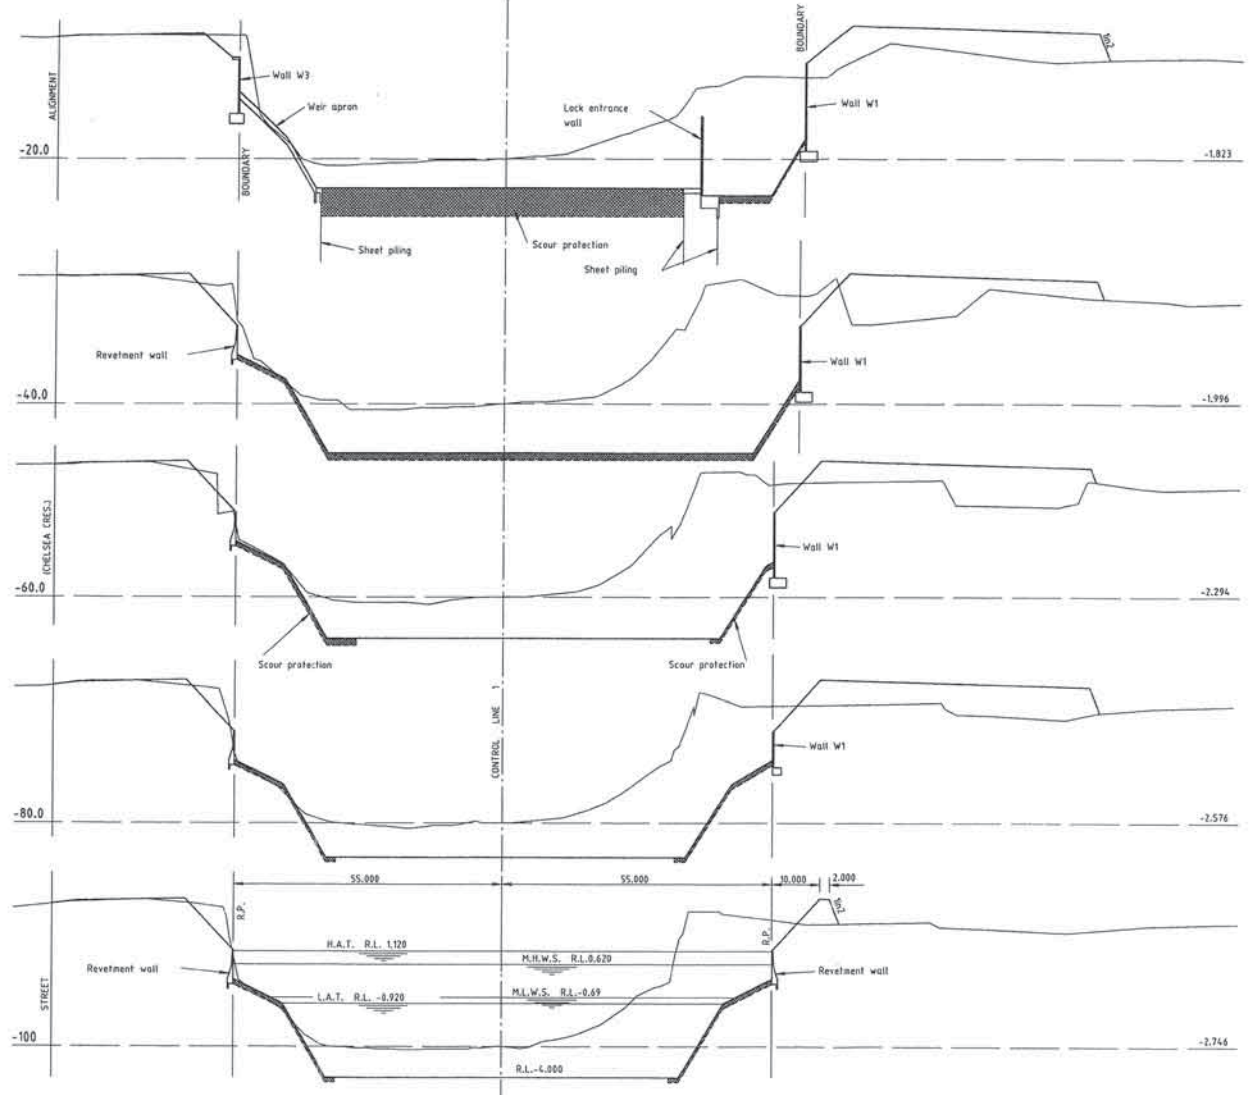 BOUNDARY
1in2
Wall W3
Weir apron
Lock entrance
wall
Wall W1
ALIGNMENT
-20.0
-1.823
BOUNDARY
Sheet piling
Scour protection
Sheet piling
Revetment wall
Wall W1
-40.0
-1.996
(CHELSEA CRES.)
Wall W1
-60.0
-2.294
Scour protection
Scour protection
CONTROL LINE 1
Wall W1
-80.0
-2.576
55.000
55.000
10.000
2.000
R.P.
R.P.
1in2
H.A.T. R.L. 1.120
M.H.W.S. R.L.0.620
Revetment wall
Revetment wall
L.A.T. R.L. -0.920
M.L.W.S. R.L.-0.69
STREET
-100
-2.746
R.L.-4.000